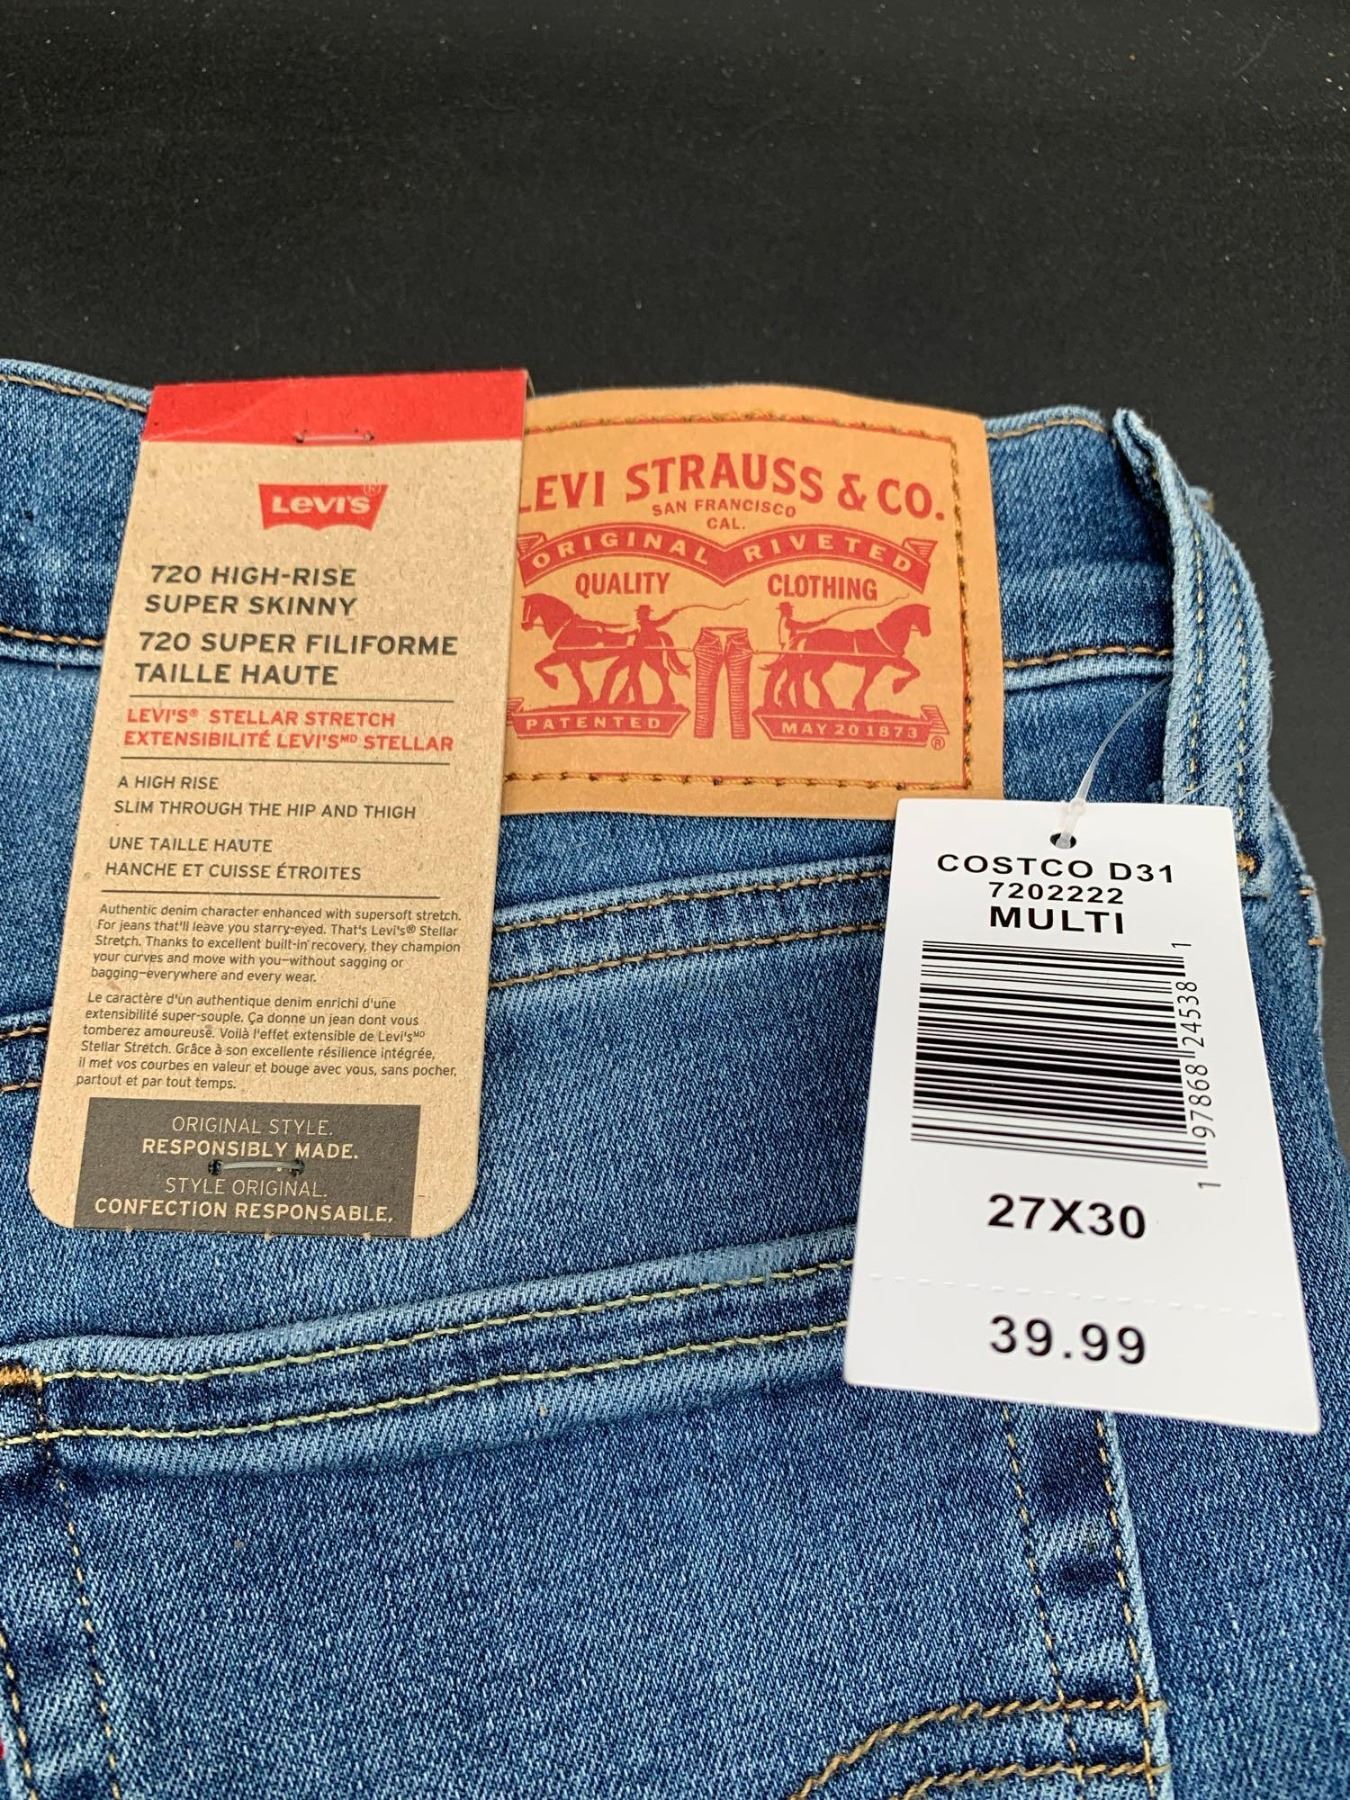 LEVI'S®
720 HIGH-RISE
SUPER SKINNY
720 SUPER FILIFORME
TAILLE HAUTE
LEVI'S® STELLAR STRETCH
EXTENSIBILITÉ LEVI'S MD STELLAR
A HIGH RISE
SLIM THROUGH THE HIP AND THIGH
UNE TAILLE HAUTE
HANCHE ET CUISSE ÉTROITES
Authentic denim character enhanced with supersoft stretch.
For jeans that'll leave you starry-eyed. That's Levi's® Stellar
Stretch. Thanks to excellent built-in recovery, they champion
your curves and move with you—without sagging or
bagging—everywhere and every wear.
Le caractère d'un authentique denim enrichi d'une
extensibilité super-souple. Ça donne un jean dont vous
tomberez amoureuse. Voilà l'effet extensible de Levi's MD
Stellar Stretch. Grâce à son excellente résilience intégrée,
il met vos courbes en valeur et bouge avec vous, sans pocher,
partout et par tout temps.
ORIGINAL STYLE.
RESPONSIBLY MADE.
STYLE ORIGINAL.
CONFECTION RESPONSABLE.
LEVI STRAUSS & CO.
SAN FRANCISCO
CAL.
ORIGINAL RIVETED
QUALITY CLOTHING
PATENTED MAY 20 1873 ®
COSTCO D31
7202222
MULTI
1 97868 24538 1
27X30
39.99